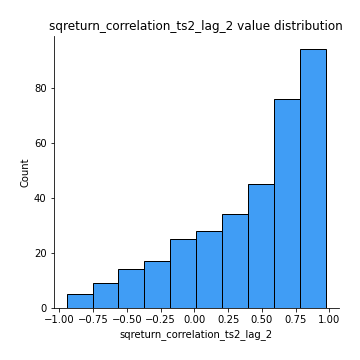 sqreturn_correlation_ts2_lag_2 value distribution
80
60
40
20
0
Count
−1.00 −0.75 −0.50 −0.25 0.00 0.25 0.50 0.75 1.00
sqreturn_correlation_ts2_lag_2